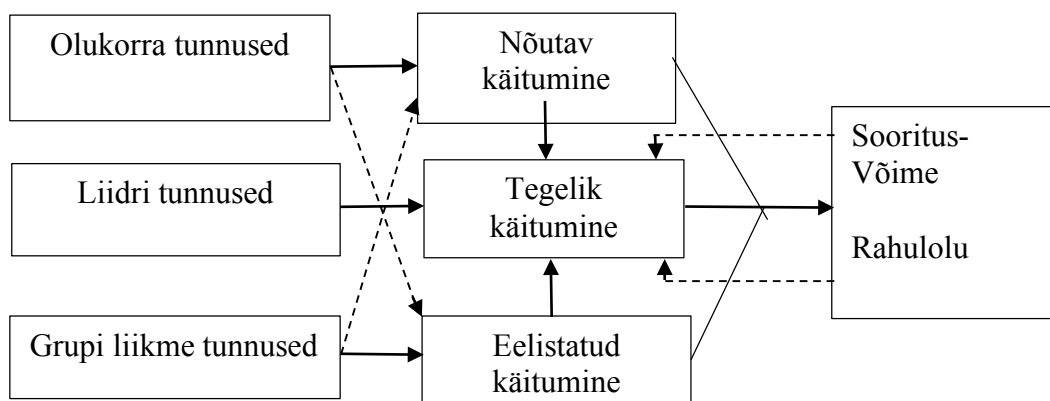 Olukorra tunnused
Nõutav
käitumine
Liidri tunnused
Tegelik
käitumine
Sooritus-
Võime
Rahulolu
Grupi liikme tunnused
Eelistatud
käitumine